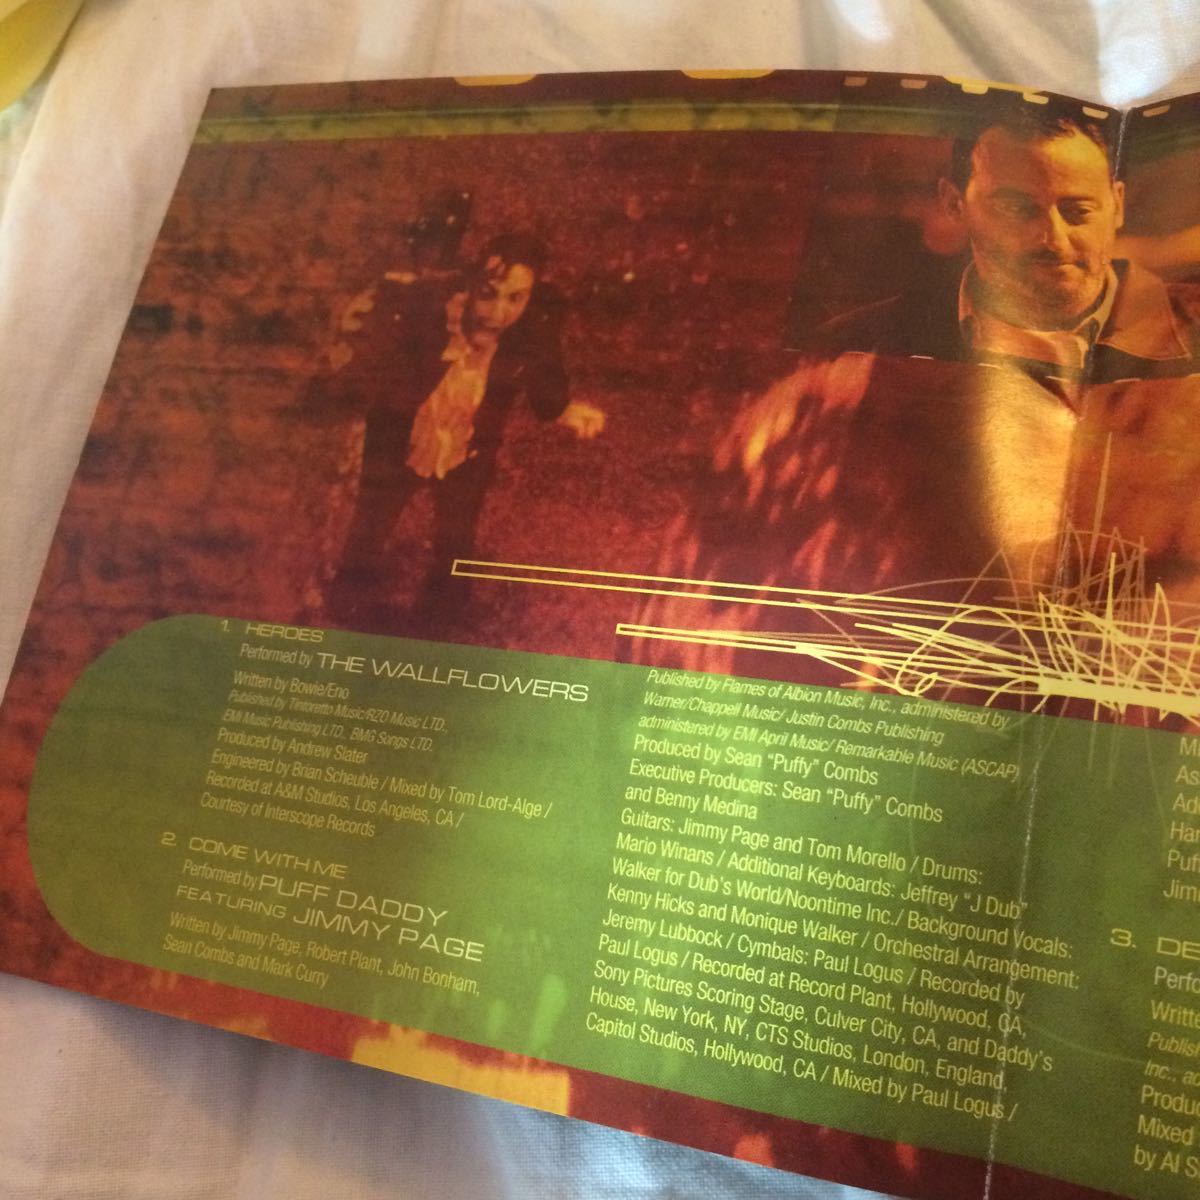 1. HEROES
Performed by THE WALLFLOWERS
Written by Bowie/Eno
Published by Tintoretto Music/RZO Music LTD.,
EMI Music Publishing LTD., BMG Songs LTD.
Produced by Andrew Slater
Engineered by Brian Scheuble / Mixed by Tom Lord-Alge /
Recorded at A&M Studios, Los Angeles, CA /
Courtesy of Interscope Records
2. COME WITH ME
Performed by PUFF DADDY
FEATURING JIMMY PAGE
Written by Jimmy Page, Robert Plant, John Bonham,
Sean Combs and Mark Curry
Published by Flames of Albion Music, Inc., administered by
Warner/Chappell Music/ Justin Combs Publishing
administered by EMI April Music/ Remarkable Music (ASCAP)
Produced by Sean "Puffy" Combs
Executive Producers: Sean "Puffy" Combs
and Benny Medina
Guitars: Jimmy Page and Tom Morello / Drums:
Mario Winans / Additional Keyboards: Jeffrey "J Dub"
Walker for Dub's World/Noontime Inc./ Background Vocals:
Kenny Hicks and Monique Walker / Orchestral Arrangement:
Jeremy Lubbock / Cymbals: Paul Logus / Recorded by
Paul Logus / Recorded at Record Plant, Hollywood, CA,
Sony Pictures Scoring Stage, Culver City, CA, and Daddy's
House, New York, NY, CTS Studios, London, England,
Capitol Studios, Hollywood, CA / Mixed by Paul Logus /
3. DE
Perfo
Writt
Publis
Inc., a
Produ
Mixed
by Al S